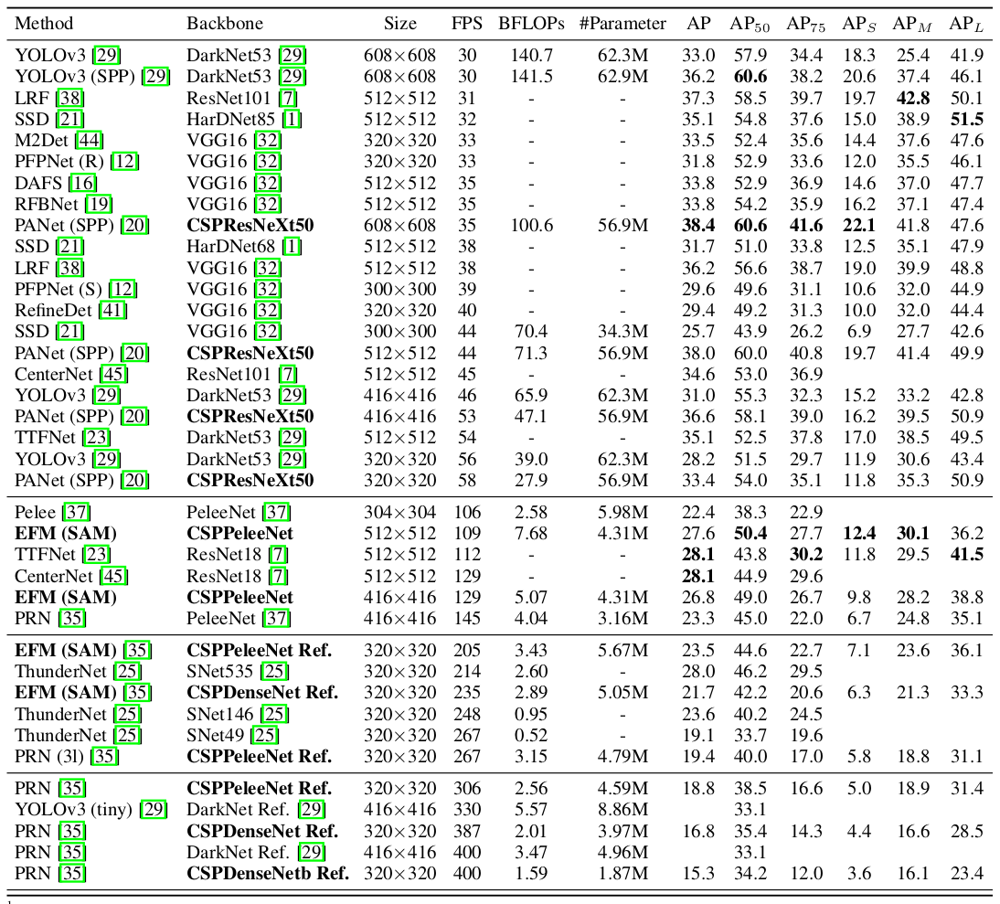 Method Backbone Size FPS BFLOPs #Parameter AP AP50 AP75 APS APM APL
YOLOv3 [29] DarkNet53 [29] 608×608 30 140.7 62.3M 33.0 57.9 34.4 18.3 25.4 41.9
YOLOv3 (SPP) [29] DarkNet53 [29] 608×608 30 141.5 62.9M 36.2 60.6 38.2 20.6 37.4 46.1
LRF [38] ResNet101 [7] 512×512 31 - - 37.3 58.5 39.7 19.7 42.8 50.1
SSD [21] HarDNet85 [1] 512×512 32 - - 35.1 54.8 37.6 15.0 38.9 51.5
M2Det [44] VGG16 [32] 320×320 33 - - 33.5 52.4 35.6 14.4 37.6 47.6
PFPNet (R) [12] VGG16 [32] 320×320 33 - - 31.8 52.9 33.6 12.0 35.5 46.1
DAFS [16] VGG16 [32] 512×512 35 - - 33.8 52.9 36.9 14.6 37.0 47.7
RFBNet [19] VGG16 [32] 512×512 35 - - 33.8 54.2 35.9 16.2 37.1 47.4
PANet (SPP) [20] CSPResNeXt50 608×608 35 100.6 56.9M 38.4 60.6 41.6 22.1 41.8 47.6
SSD [21] HarDNet68 [1] 512×512 38 - - 31.7 51.0 33.8 12.5 35.1 47.9
LRF [38] VGG16 [32] 512×512 38 - - 36.2 56.6 38.7 19.0 39.9 48.8
PFPNet (S) [12] VGG16 [32] 300×300 39 - - 29.6 49.6 31.1 10.6 32.0 44.9
RefineDet [41] VGG16 [32] 320×320 40 - - 29.4 49.2 31.3 10.0 32.0 44.4
SSD [21] VGG16 [32] 300×300 44 70.4 34.3M 25.7 43.9 26.2 6.9 27.7 42.6
PANet (SPP) [20] CSPResNeXt50 512×512 44 71.3 56.9M 38.0 60.0 40.8 19.7 41.4 49.9
CenterNet [45] ResNet101 [7] 512×512 45 - - 34.6 53.0 36.9
YOLOv3 [29] DarkNet53 [29] 416×416 46 65.9 62.3M 31.0 55.3 32.3 15.2 33.2 42.8
PANet (SPP) [20] CSPResNeXt50 416×416 53 47.1 56.9M 36.6 58.1 39.0 16.2 39.5 50.9
TTFNet [23] DarkNet53 [29] 512×512 54 - - 35.1 52.5 37.8 17.0 38.5 49.5
YOLOv3 [29] DarkNet53 [29] 320×320 56 39.0 62.3M 28.2 51.5 29.7 11.9 30.6 43.4
PANet (SPP) [20] CSPResNeXt50 320×320 58 27.9 56.9M 33.4 54.0 35.1 11.8 35.3 50.9
Pelee [37] PeleeNet [37] 304×304 106 2.58 5.98M 22.4 38.3 22.9
EFM (SAM) CSPPeleeNet 512×512 109 7.68 4.31M 27.6 50.4 27.7 12.4 30.1 36.2
TTFNet [23] ResNet18 [7] 512×512 112 - - 28.1 43.8 30.2 11.8 29.5 41.5
CenterNet [45] ResNet18 [7] 512×512 129 - - 28.1 44.9 29.6
EFM (SAM) CSPPeleeNet 416×416 129 5.07 4.31M 26.8 49.0 26.7 9.8 28.2 38.8
PRN [35] PeleeNet [37] 416×416 145 4.04 3.16M 23.3 45.0 22.0 6.7 24.8 35.1
EFM (SAM) [35] CSPPeleeNet Ref. 320×320 205 3.43 5.67M 23.5 44.6 22.7 7.1 23.6 36.1
ThunderNet [25] SNet535 [25] 320×320 214 2.60 - 28.0 46.2 29.5
EFM (SAM) [35] CSPDenseNet Ref. 320×320 235 2.89 5.05M 21.7 42.2 20.6 6.3 21.3 33.3
ThunderNet [25] SNet146 [25] 320×320 248 0.95 - 23.6 40.2 24.5
ThunderNet [25] SNet49 [25] 320×320 267 0.52 - 19.1 33.7 19.6
PRN (3l) [35] CSPPeleeNet Ref. 320×320 267 3.15 4.79M 19.4 40.0 17.0 5.8 18.8 31.1
PRN [35] CSPPeleeNet Ref. 320×320 306 2.56 4.59M 18.8 38.5 16.6 5.0 18.9 31.4
YOLOv3 (tiny) [29] DarkNet Ref. [29] 416×416 330 5.57 8.86M 33.1
PRN [35] CSPDenseNet Ref. 320×320 387 2.01 3.97M 16.8 35.4 14.3 4.4 16.6 28.5
PRN [35] DarkNet Ref. [29] 416×416 400 3.47 4.96M 33.1
PRN [35] CSPDenseNetb Ref. 320×320 400 1.59 1.87M 15.3 34.2 12.0 3.6 16.1 23.4